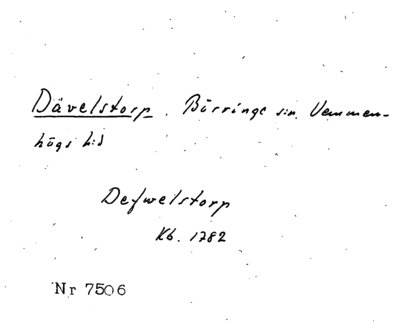 Dävelstorp. Börringe sn. Vemmen-
högs hd
Defwelstorp
Kb. 1782
Nr 7506